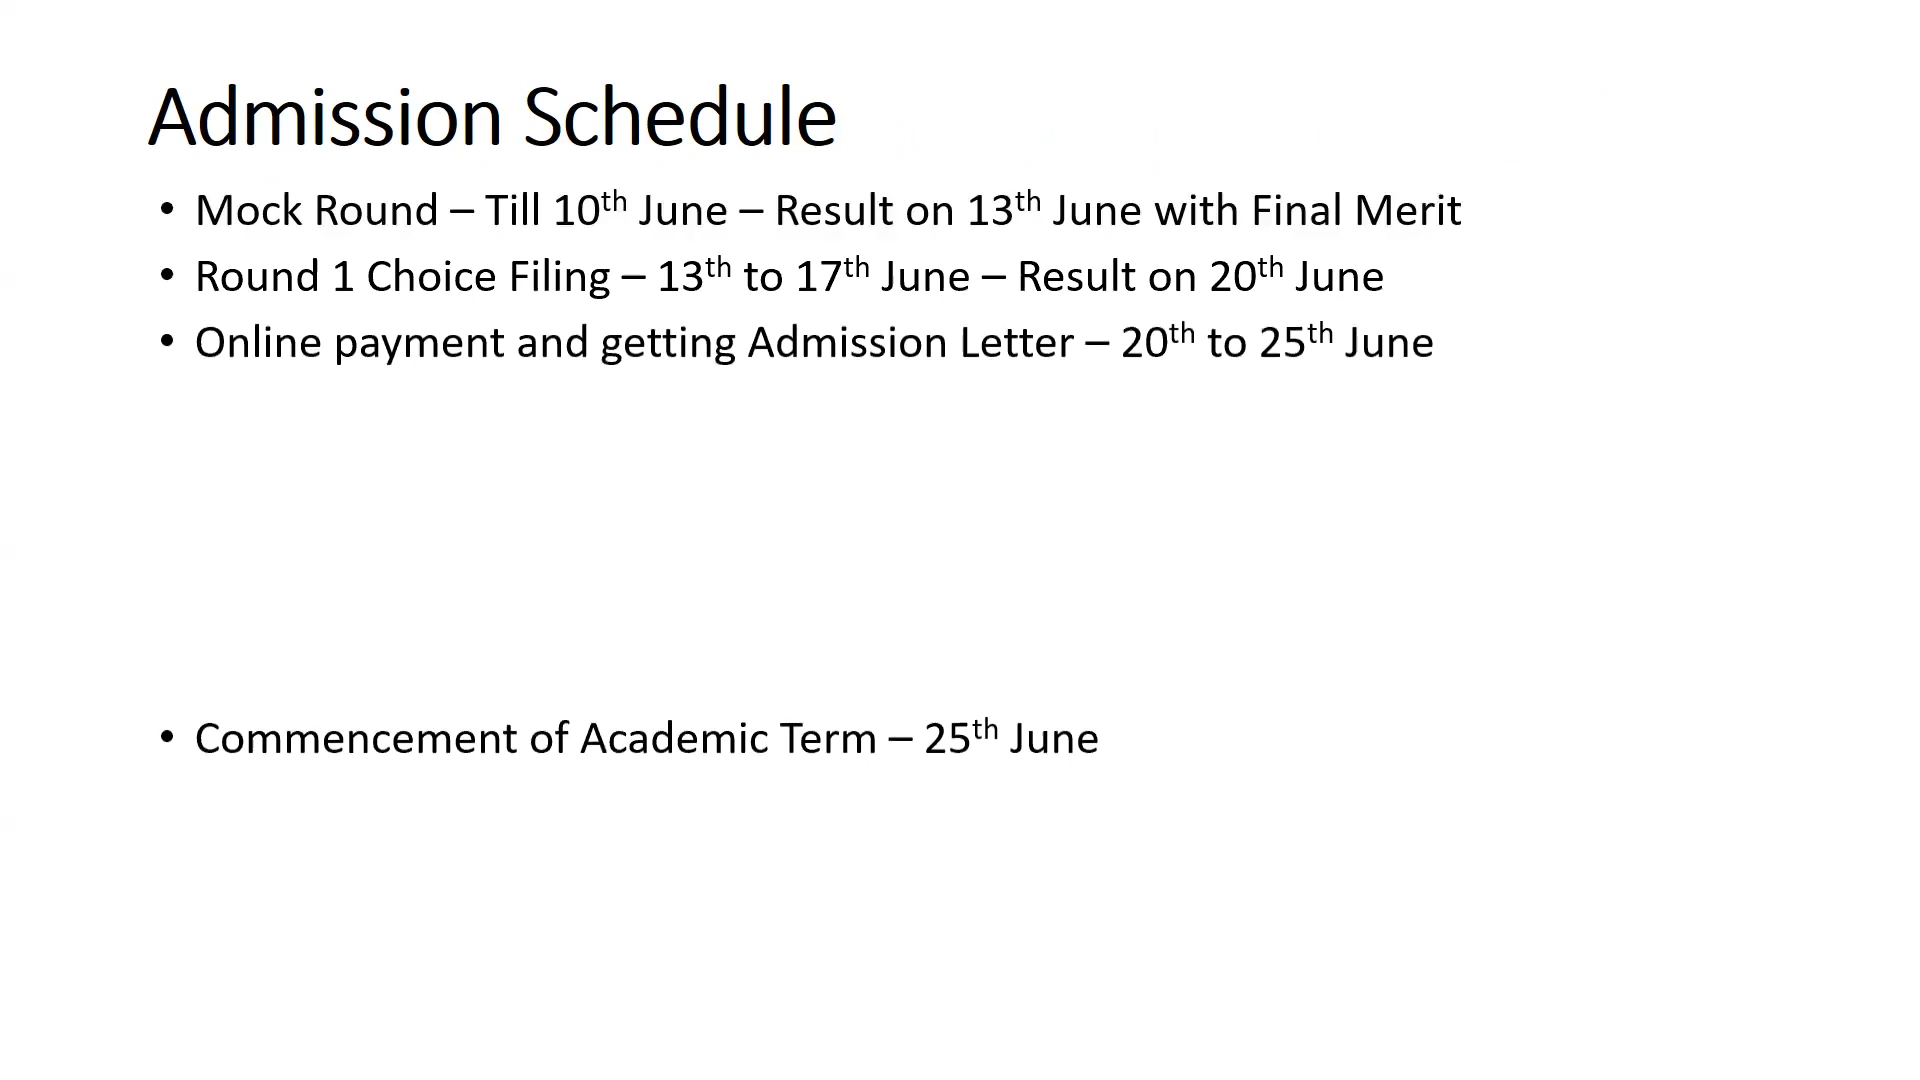 Admission Schedule
• Mock Round – Till 10th June – Result on 13th June with Final Merit
• Round 1 Choice Filing – 13th to 17th June – Result on 20th June
• Online payment and getting Admission Letter – 20th to 25th June
• Commencement of Academic Term – 25th June